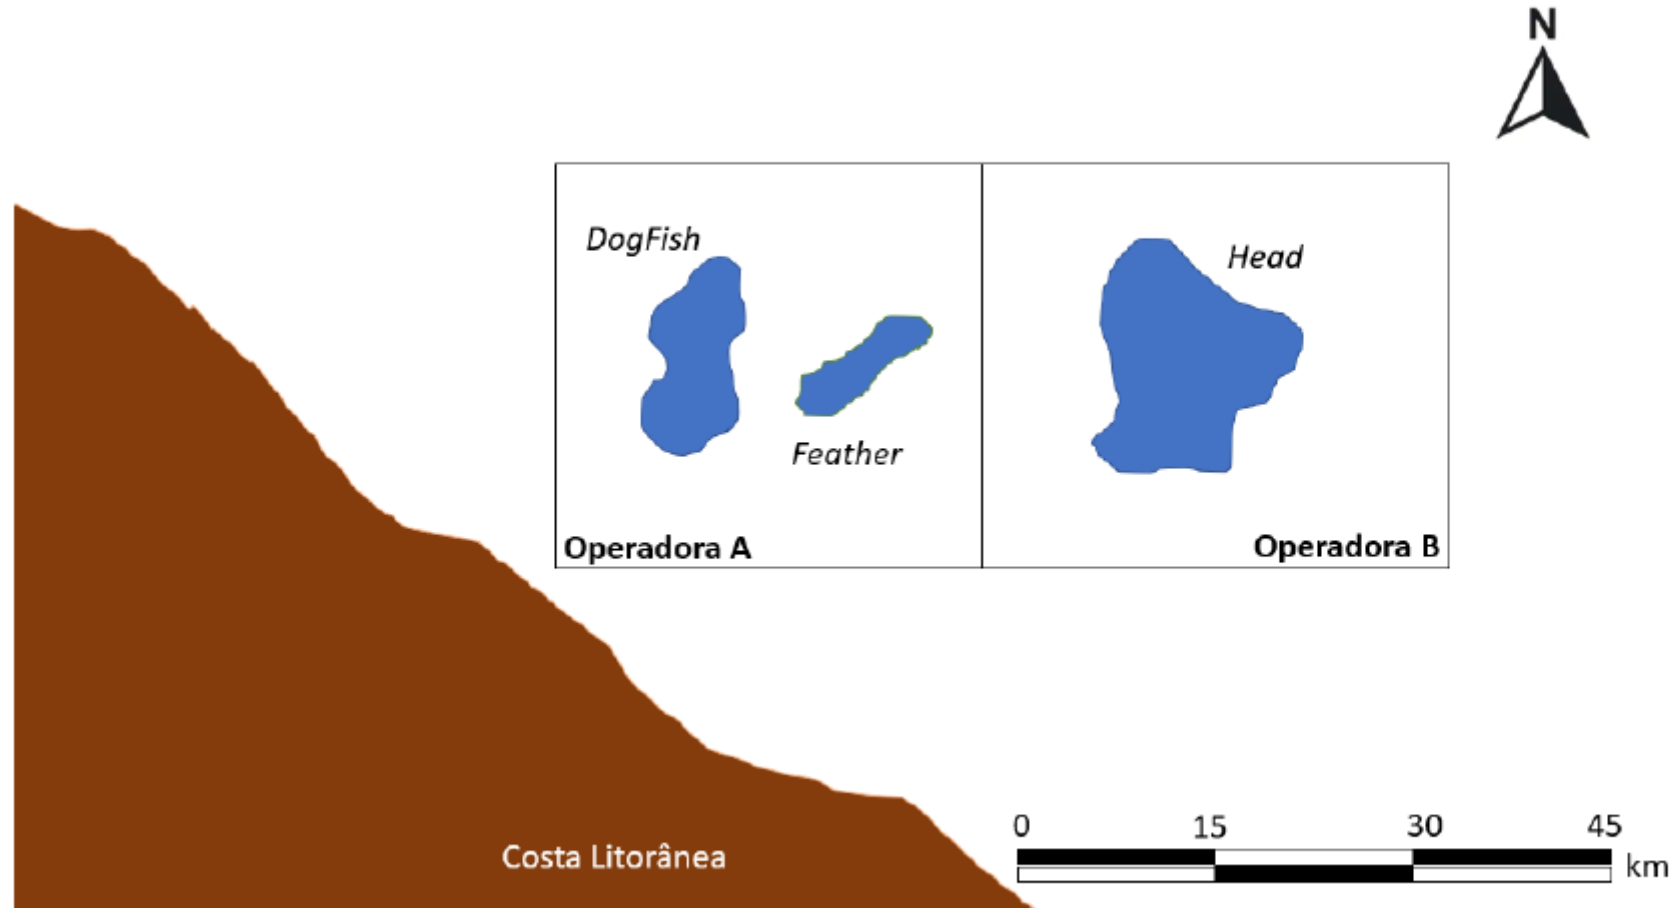 N
DogFish
Head
Feather
Operadora A
Operadora B
Costa Litorânea
0 15 30 45
km